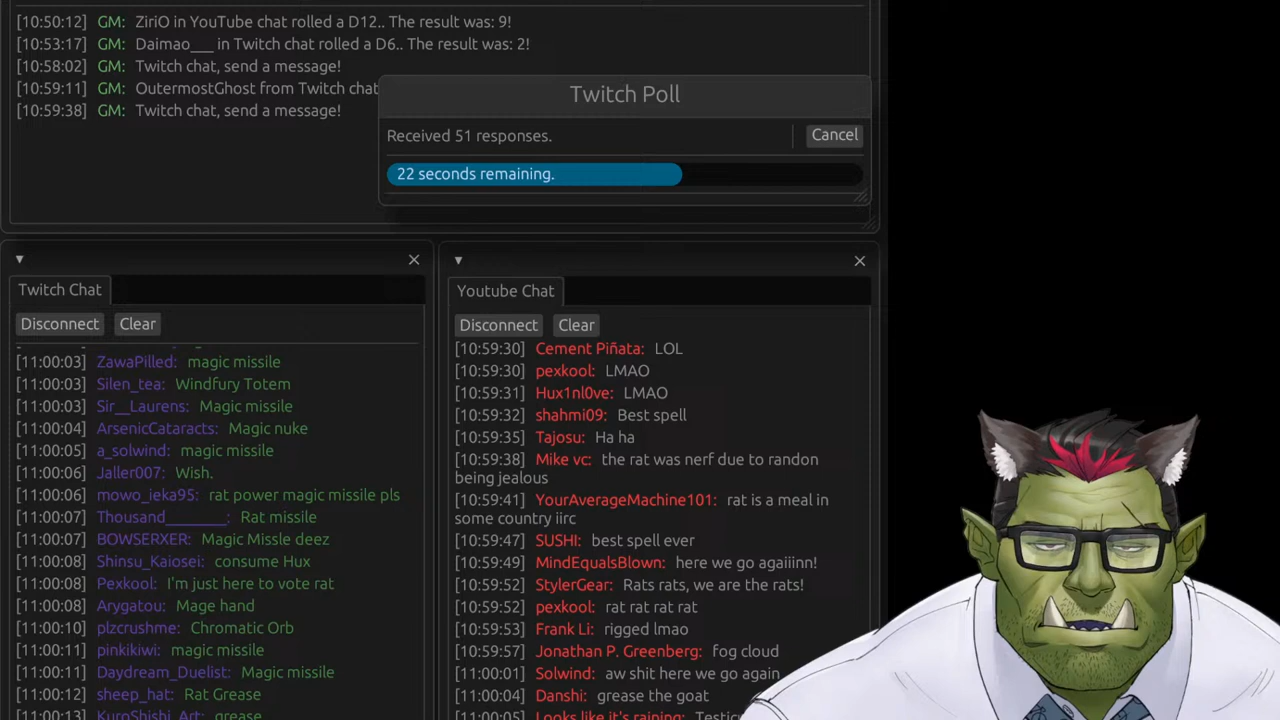 [10:50:12] GM: ZiriO in YouTube chat rolled a D12.. The result was: 9!
[10:53:17] GM: Daimao___ in Twitch chat rolled a D6.. The result was: 2!
[10:58:02] GM: Twitch chat, send a message!
[10:59:11] GM: OutermostGhost from Twitch chat
[10:59:38] GM: Twitch chat, send a message!
Twitch Poll
Received 51 responses.
Cancel
22 seconds remaining.
Twitch Chat
Disconnect Clear
[11:00:03] ZawaPilled: magic missile
[11:00:03] Silen_tea: Windfury Totem
[11:00:03] Sir__Laurens: Magic missile
[11:00:04] ArsenicCataracts: Magic nuke
[11:00:05] a_solwind: magic missile
[11:00:06] Jaller007: Wish.
[11:00:06] mowo_ieka95: rat power magic missile pls
[11:00:07] Thousand________: Rat missile
[11:00:07] BOWSERXER: Magic Missle deez
[11:00:08] Shinsu_Kaiosei: consume Hux
[11:00:08] Pexkool: I'm just here to vote rat
[11:00:08] Arygatou: Mage hand
[11:00:10] plzcrushme: Chromatic Orb
[11:00:11] pinkikiwi: magic missile
[11:00:11] Daydream_Duelist: Magic missile
[11:00:12] sheep_hat: Rat Grease
[11:00:13] KuroShishi_Art: grease
Youtube Chat
Disconnect Clear
[10:59:30] Cement Piñata: LOL
[10:59:30] pexkool: LMAO
[10:59:31] Hux1nl0ve: LMAO
[10:59:32] shahmi09: Best spell
[10:59:35] Tajosu: Ha ha
[10:59:38] Mike vc: the rat was nerf due to randon
being jealous
[10:59:41] YourAverageMachine101: rat is a meal in
some country iirc
[10:59:47] SUSHI: best spell ever
[10:59:49] MindEqualsBlown: here we go agaiiinn!
[10:59:52] StylerGear: Rats rats, we are the rats!
[10:59:52] pexkool: rat rat rat rat
[10:59:53] Frank Li: rigged lmao
[10:59:57] Jonathan P. Greenberg: Fog cloud
[11:00:01] Solwind: aw shit here we go again
[11:00:04] Danshi: grease the goat
[11:00:05] Looks like it's raining: